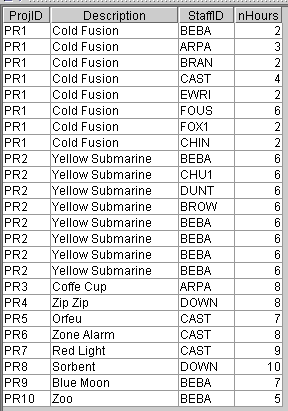 ProjID Description StaffID nHours
PR1 Cold Fusion BEBA 2
PR1 Cold Fusion ARPA 3
PR1 Cold Fusion BRAN 2
PR1 Cold Fusion CAST 4
PR1 Cold Fusion EWRI 2
PR1 Cold Fusion FOUS 6
PR1 Cold Fusion FOX1 2
PR1 Cold Fusion CHIN 2
PR2 Yellow Submarine BEBA 6
PR2 Yellow Submarine CHU1 6
PR2 Yellow Submarine DUNT 6
PR2 Yellow Submarine BROW 6
PR2 Yellow Submarine BEBA 6
PR2 Yellow Submarine BEBA 6
PR2 Yellow Submarine BEBA 6
PR2 Yellow Submarine BEBA 6
PR3 Coffe Cup ARPA 8
PR4 Zip Zip DOWN 8
PR5 Orfeu CAST 7
PR6 Zone Alarm CAST 8
PR7 Red Light CAST 9
PR8 Sorbent DOWN 10
PR9 Blue Moon BEBA 7
PR10 Zoo BEBA 5